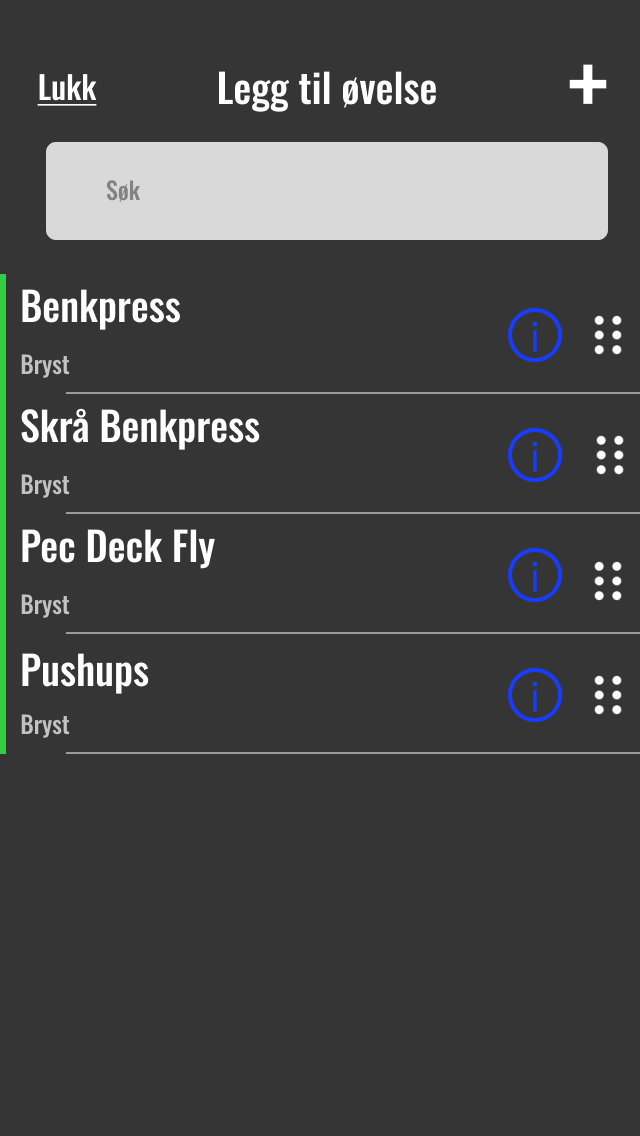 Lukk
Legg til øvelse
Søk
Benkpress
Bryst
Skrå Benkpress
Bryst
Pec Deck Fly
Bryst
Pushups
Bryst